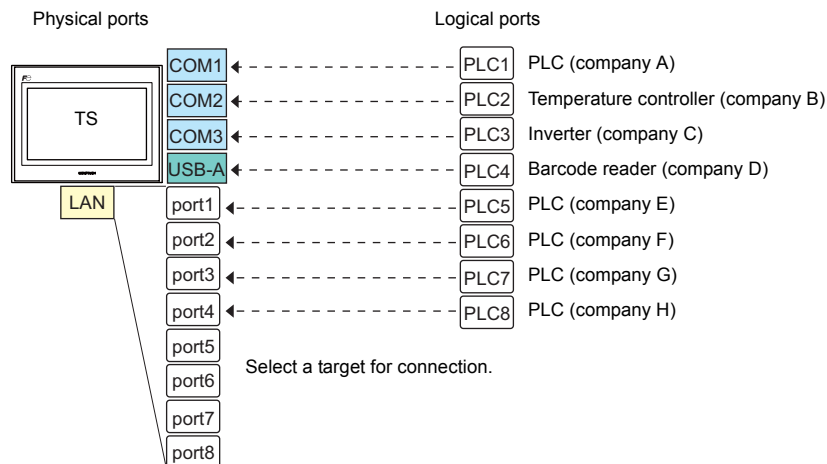 Physical ports Logical ports
COM1 PLC1 PLC (company A)
TS COM2 PLC2 Temperature controller (company B)
COM3 PLC3 Inverter (company C)
USB-A PLC4 Barcode reader (company D)
LAN port1 PLC5 PLC (company E)
port2 PLC6 PLC (company F)
port3 PLC7 PLC (company G)
port4 PLC8 PLC (company H)
port5
Select a target for connection.
port6
port7
port8